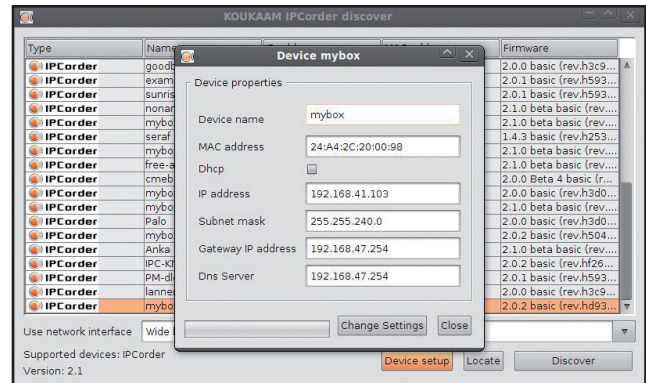 KOUKAAM IPCorder discover
Type Name Firmware
IPCorder 2.0.0 basic (rev.h3c9...
IPCorder exam 2.0.1 basic (rev.h593...
IPCorder sunris 2.0.1 basic (rev.h593...
IPCorder 2.1.0 beta basic (rev....
IPCorder 2.1.0 beta basic (rev....
IPCorder seraf 1.4.3 basic (rev.h253...
IPCorder 2.1.0 beta basic (rev....
IPCorder free-a 2.1.0 basic (rev....
IPCorder cmeb 2.0.0 Beta 4 basic (r...
IPCorder 2.0.0 basic (rev.h3d0...
IPCorder 2.1.0 beta basic (rev....
IPCorder Palo 2.0.0 basic (rev.h3d0...
IPCorder 2.0.2 basic (rev.h504...
IPCorder Anka 2.1.0 beta basic (rev....
IPCorder 2.0.2 basic (rev.hf26...
IPCorder 2.0.1 basic (rev.h593...
IPCorder 2.0.0 basic (rev.h3c9...
IPCorder 2.0.2 basic (rev.hd93...
Device mybox
Device properties
Device name mybox
MAC address 24:A4:2C:20:00:98
Dhcp
IP address 192.168.41.103
Subnet mask 255.255.240.0
Gateway IP address 192.168.47.254
Dns Server 192.168.47.254
Change Settings Close
Use network interface Wide
Supported devices: IPCorder
Version: 2.1
Device setup Locate Discover